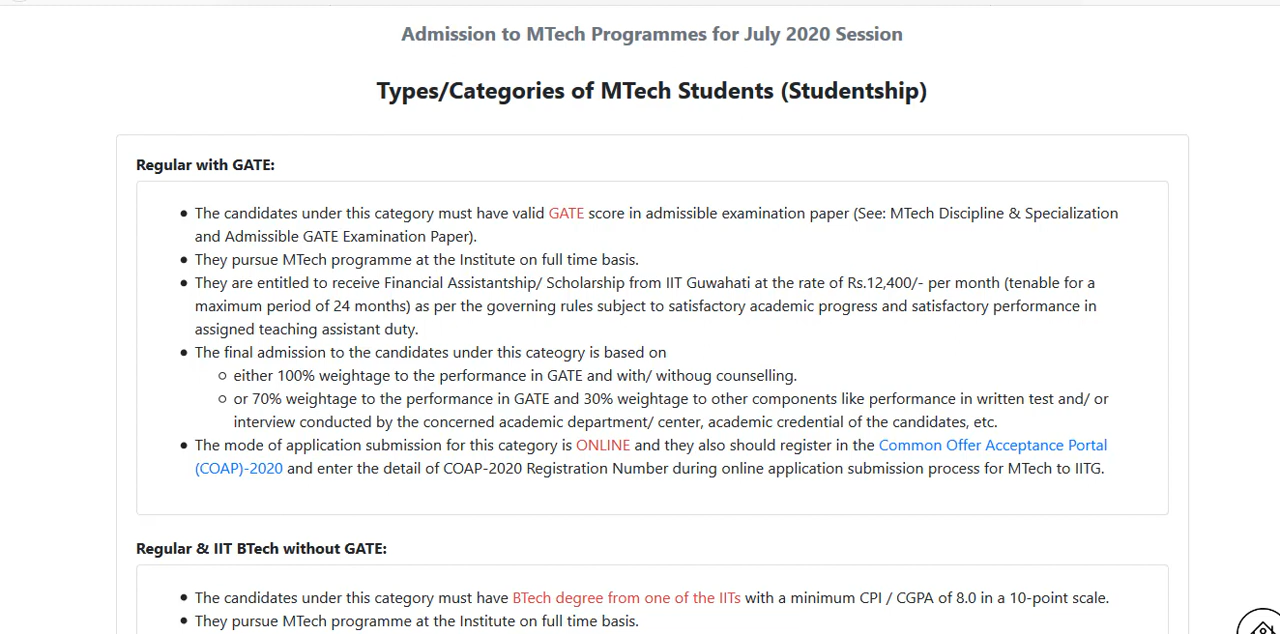 Admission to MTech Programmes for July 2020 Session
Types/Categories of MTech Students (Studentship)
Regular with GATE:
The candidates under this category must have valid GATE score in admissible examination paper (See: MTech Discipline & Specialization
and Admissible GATE Examination Paper).
They pursue MTech programme at the Institute on full time basis.
They are entitled to receive Financial Assistantship/ Scholarship from IIT Guwahati at the rate of Rs.12,400/- per month (tenable for a
maximum period of 24 months) as per the governing rules subject to satisfactory academic progress and satisfactory performance in
assigned teaching assistant duty.
The final admission to the candidates under this cateogry is based on
either 100% weightage to the performance in GATE and with/ withoug counselling.
or 70% weightage to the performance in GATE and 30% weightage to other components like performance in written test and/ or
interview conducted by the concerned academic department/ center, academic credential of the candidates, etc.
The mode of application submission for this category is ONLINE and they also should register in the Common Offer Acceptance Portal
(COAP)-2020 and enter the detail of COAP-2020 Registration Number during online application submission process for MTech to IITG.
Regular & IIT BTech without GATE:
The candidates under this category must have BTech degree from one of the IITs with a minimum CPI / CGPA of 8.0 in a 10-point scale.
They pursue MTech programme at the Institute on full time basis.